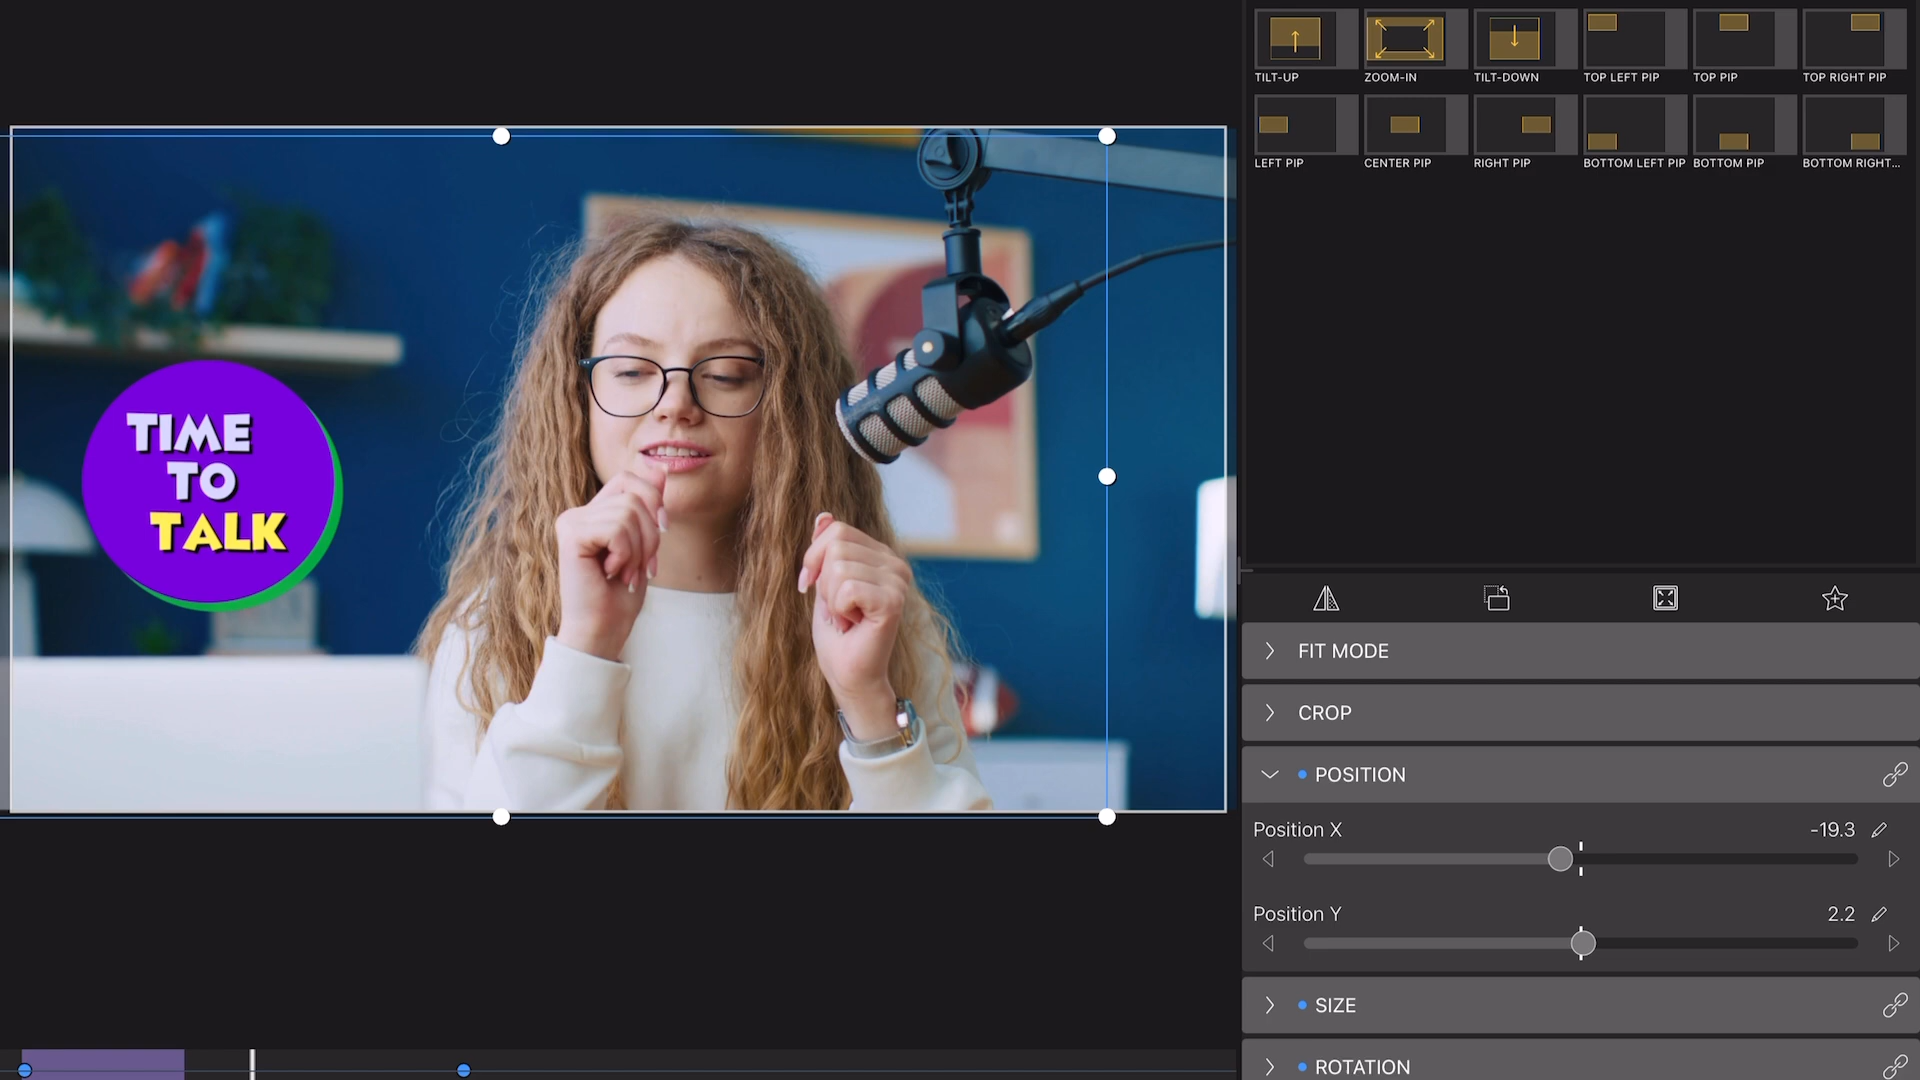 TILT-UP
ZOOM-IN
TILT-DOWN
TOP LEFT PIP
TOP PIP
TOP RIGHT PIP
LEFT PIP
CENTER PIP
RIGHT PIP
BOTTOM LEFT PIP
BOTTOM PIP
BOTTOM RIGHT...
TIME
TO
TALK
FIT MODE
CROP
POSITION
Position X -19.3
Position Y 2.2
SIZE
ROTATION